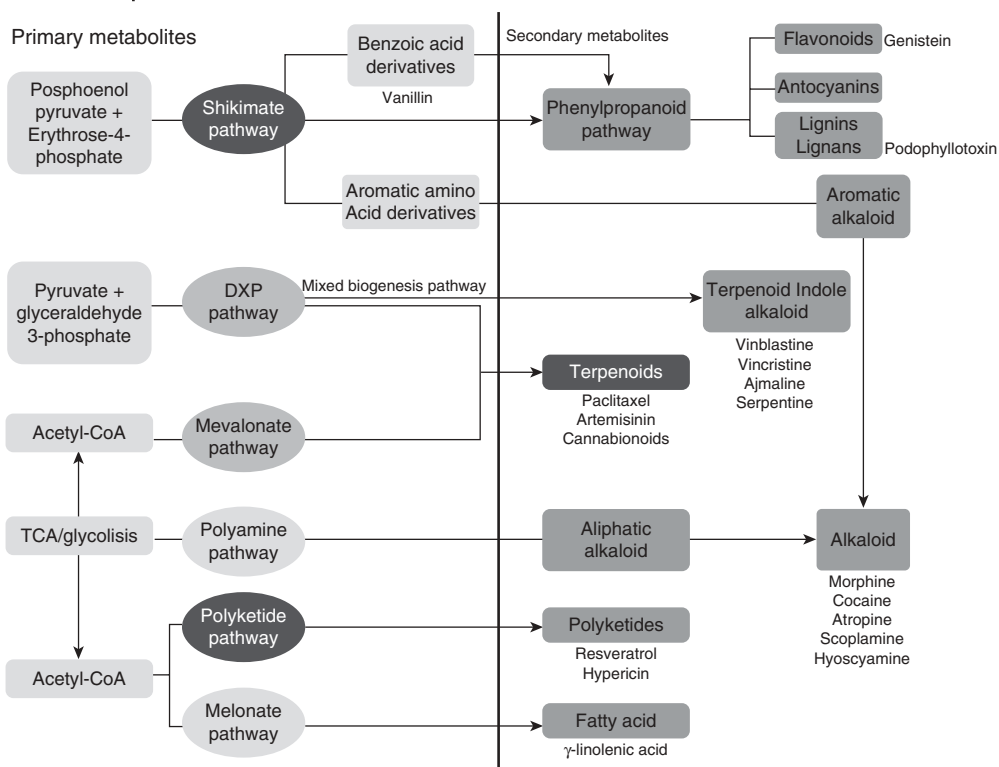 Primary metabolites
Secondary metabolites
Posphoenol
pyruvate +
Erythrose-4-
phosphate
Shikimate
pathway
Benzoic acid
derivatives
Vanillin
Phenylpropanoid
pathway
Flavonoids
Genistein
Antocyanins
Lignins
Lignans
Podophyllotoxin
Aromatic amino
Acid derivatives
Aromatic
alkaloid
Pyruvate +
glyceraldehyde
3-phosphate
DXP
pathway
Mixed biogenesis pathway
Terpenoid Indole
alkaloid
Vinblastine
Vincristine
Ajmaline
Serpentine
Terpenoids
Paclitaxel
Artemisinin
Cannabionoids
Acetyl-CoA
Mevalonate
pathway
TCA/glycolisis
Polyamine
pathway
Aliphatic
alkaloid
Alkaloid
Morphine
Cocaine
Atropine
Scoplamine
Hyoscyamine
Polyketide
pathway
Polyketides
Resveratrol
Hypericin
Acetyl-CoA
Melonate
pathway
Fatty acid
γ-linolenic acid